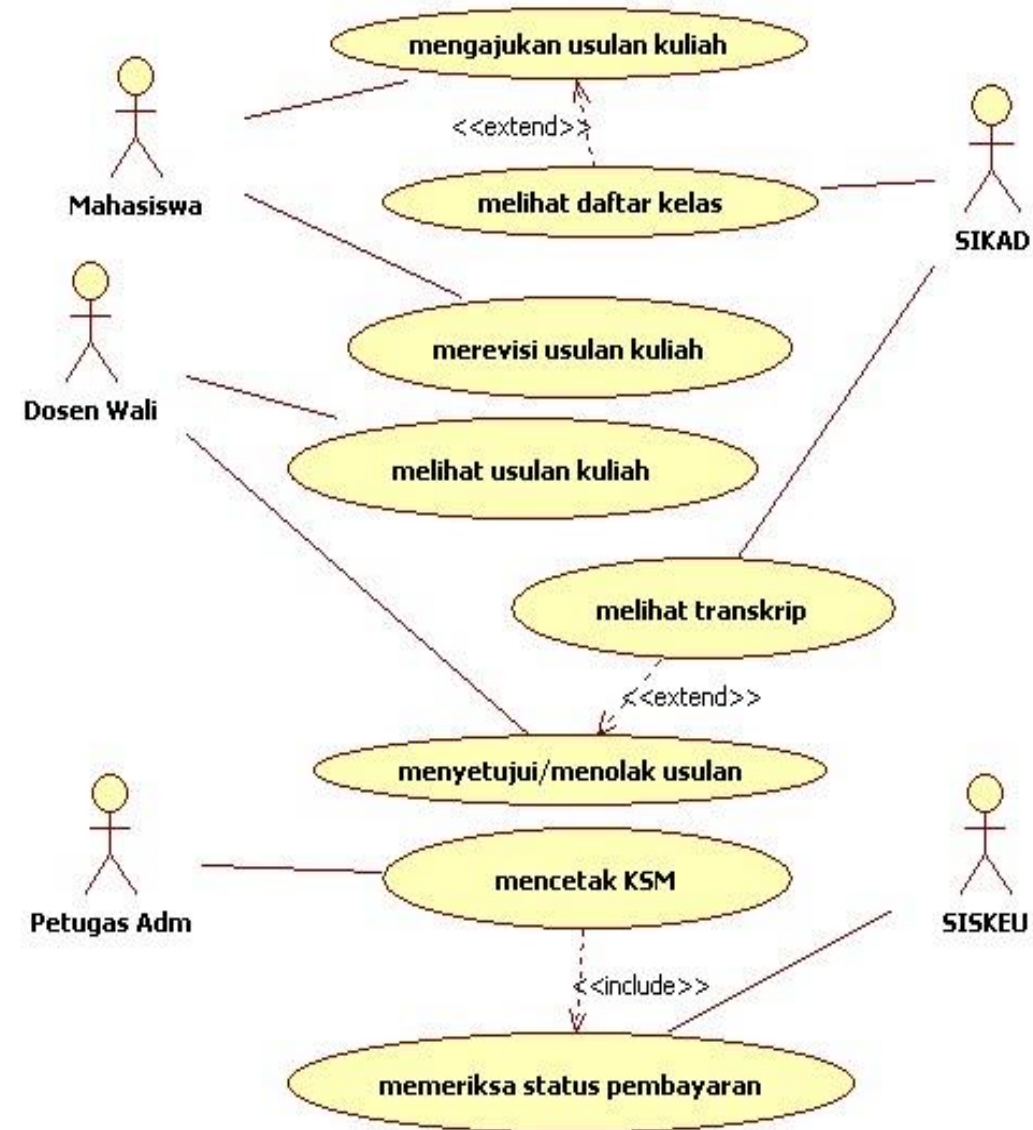 mengajukan usulan kuliah
<<extend>>
Mahasiswa
melihat daftar kelas
SIKAD
merevisi usulan kuliah
Dosen Wali
melihat usulan kuliah
melihat transkrip
<<extend>>
menyetujui/menolak usulan
mencetak KSM
Petugas Adm
SISKEU
<<include>>
memeriksa status pembayaran